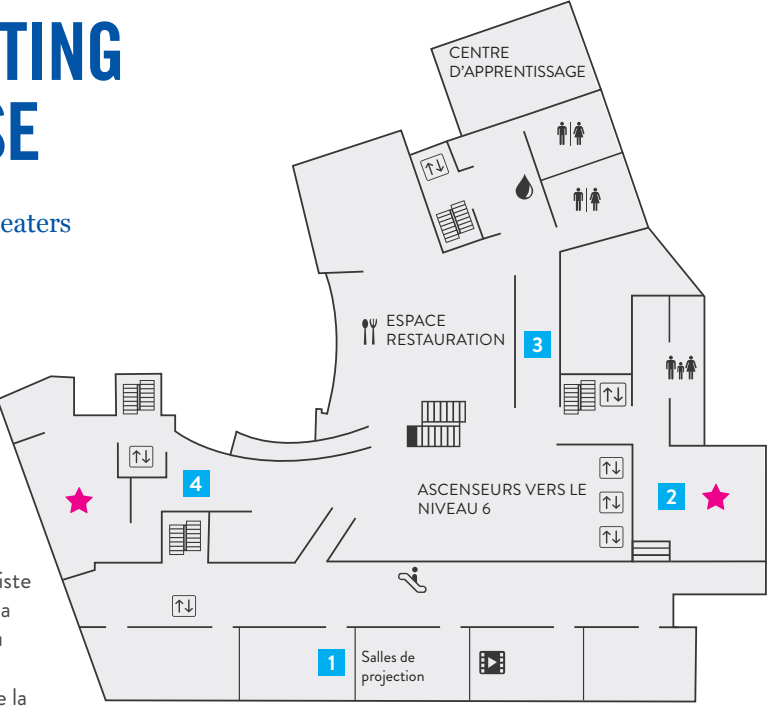 TING
SE
eaters
CENTRE
D'APPRENTISSAGE
ESPACE
RESTAURATION
3
4
ASCENSEURS VERS LE
NIVEAU 6
2
iste
a
1
Salles de
projection
e la